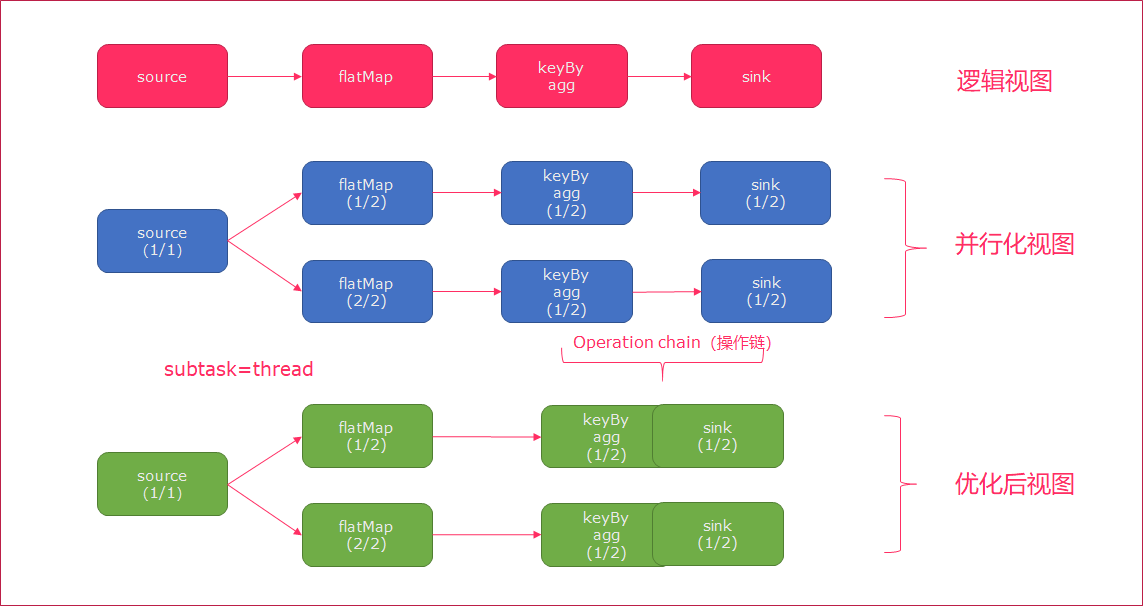 source
flatMap
keyBy
agg
sink
逻辑视图
source
(1/1)
flatMap
(1/2)
keyBy
agg
(1/2)
sink
(1/2)
flatMap
(2/2)
keyBy
agg
(1/2)
sink
(1/2)
并行化视图
Operation chain（操作链)
subtask=thread
source
(1/1)
flatMap
(1/2)
keyBy
agg
(1/2)
sink
(1/2)
flatMap
(2/2)
keyBy
agg
(1/2)
sink
(1/2)
优化后视图